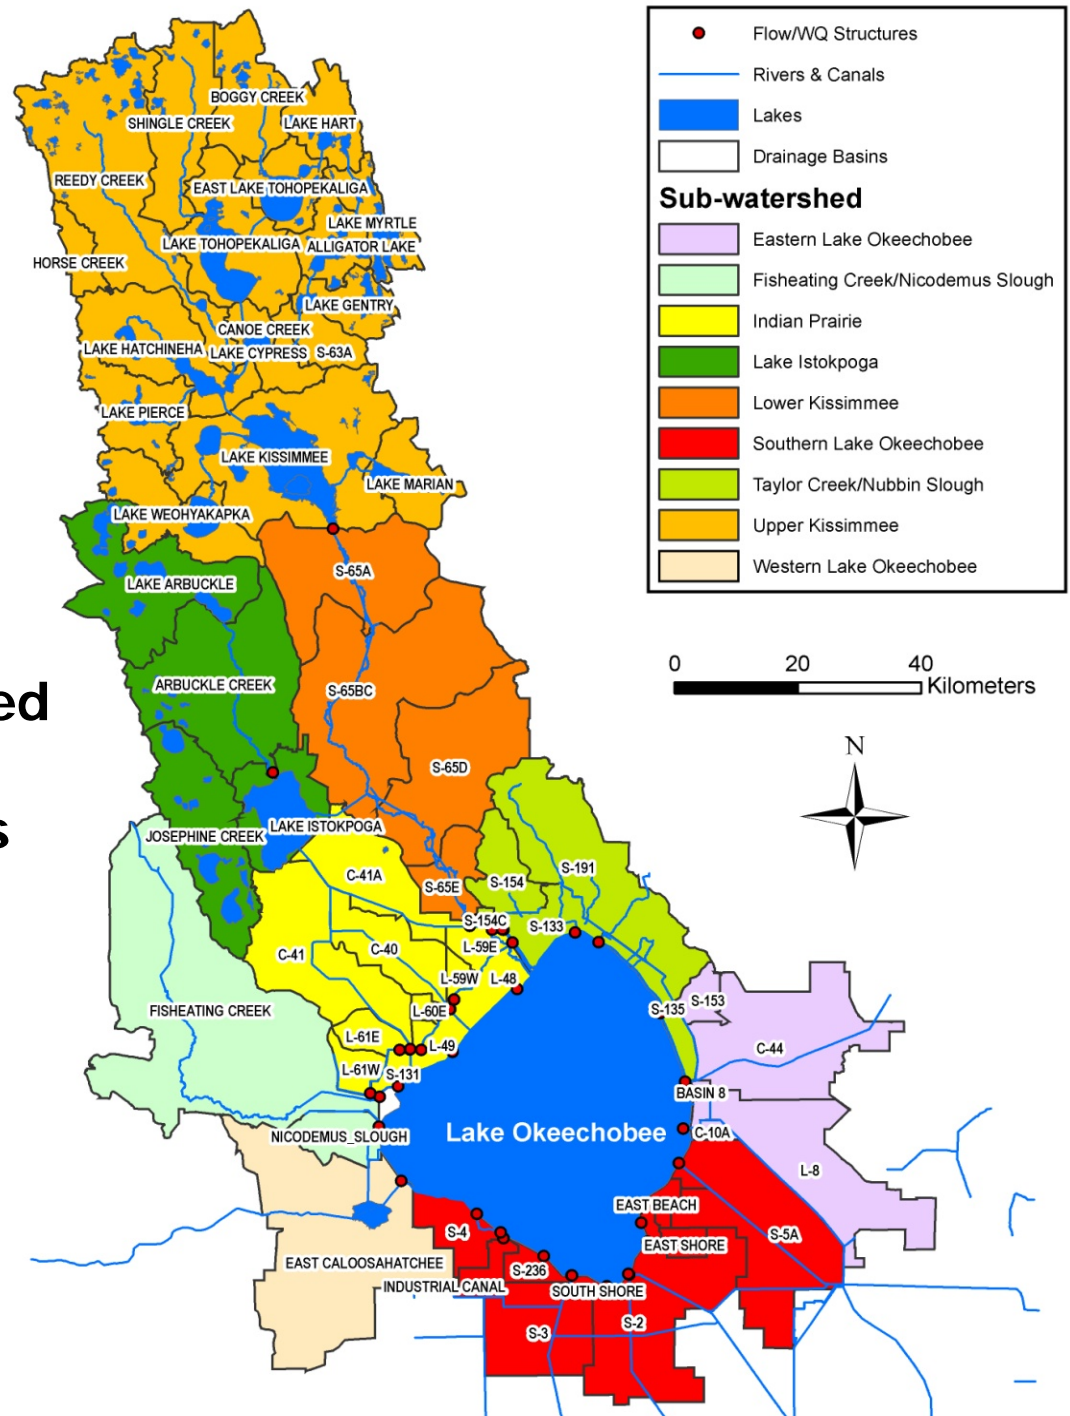 Flow/WQ Structures
Rivers & Canals
Lakes
Drainage Basins
Sub-watershed
Eastern Lake Okeechobee
Fisheating Creek/Nicodemus Slough
Indian Prairie
Lake Istokpoga
Lower Kissimmee
Southern Lake Okeechobee
Taylor Creek/Nubbin Slough
Upper Kissimmee
Western Lake Okeechobee
0 20 40
Kilometers
N
ed
s
BOGGY CREEK
SHINGLE CREEK
LAKE HART
REEDY CREEK
EAST LAKE TOHOPEKALIGA
LAKE MYRTLE
LAKE TOHOPEKALIGA
ALLIGATOR LAKE
HORSE CREEK
LAKE GENTRY
CANOE CREEK
LAKE HATCHINEHA
LAKE CYPRESS
S-63A
LAKE PIERCE
LAKE KISSIMMEE
LAKE MARIAN
LAKE WEOHYAKAPKA
S-65A
LAKE ARBUCKLE
ARBUCKLE CREEK
S-65BC
S-65D
LAKE ISTOKPOGA
JOSEPHINE CREEK
S-191
C-41A
S-65E
S-154
S-154C
S-133
L-59E
C-40
C-41
L-59W
L-48
S-153
FISHEATING CREEK
L-60E
S-135
L-61E
L-49
C-44
L-61W
S-131
BASIN 8
NICODEMUS_SLOUGH
Lake Okeechobee
C-10A
L-8
EAST BEACH
S-4
S-5A
EAST SHORE
EAST CALOOSAHATCHEE
S-236
INDUSTRIAL CANAL
SOUTH SHORE
S-3
S-2